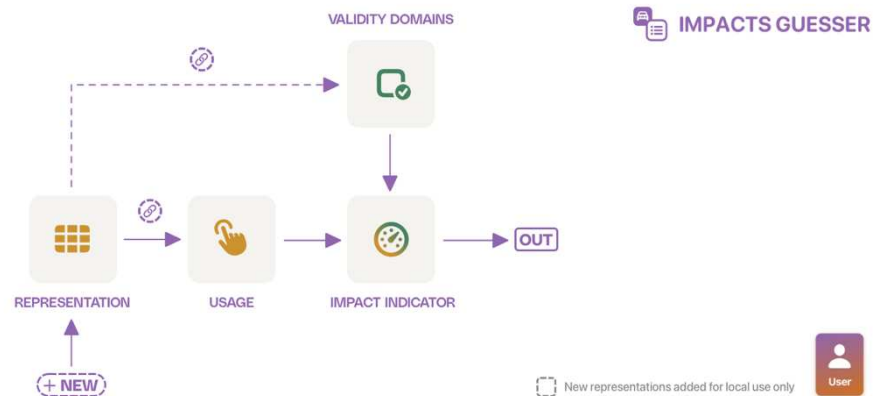 VALIDITY DOMAINS
IMPACTS GUESSER
OUT
REPRESENTATION
USAGE
IMPACT INDICATOR
+ NEW
New representations added for local use only
User